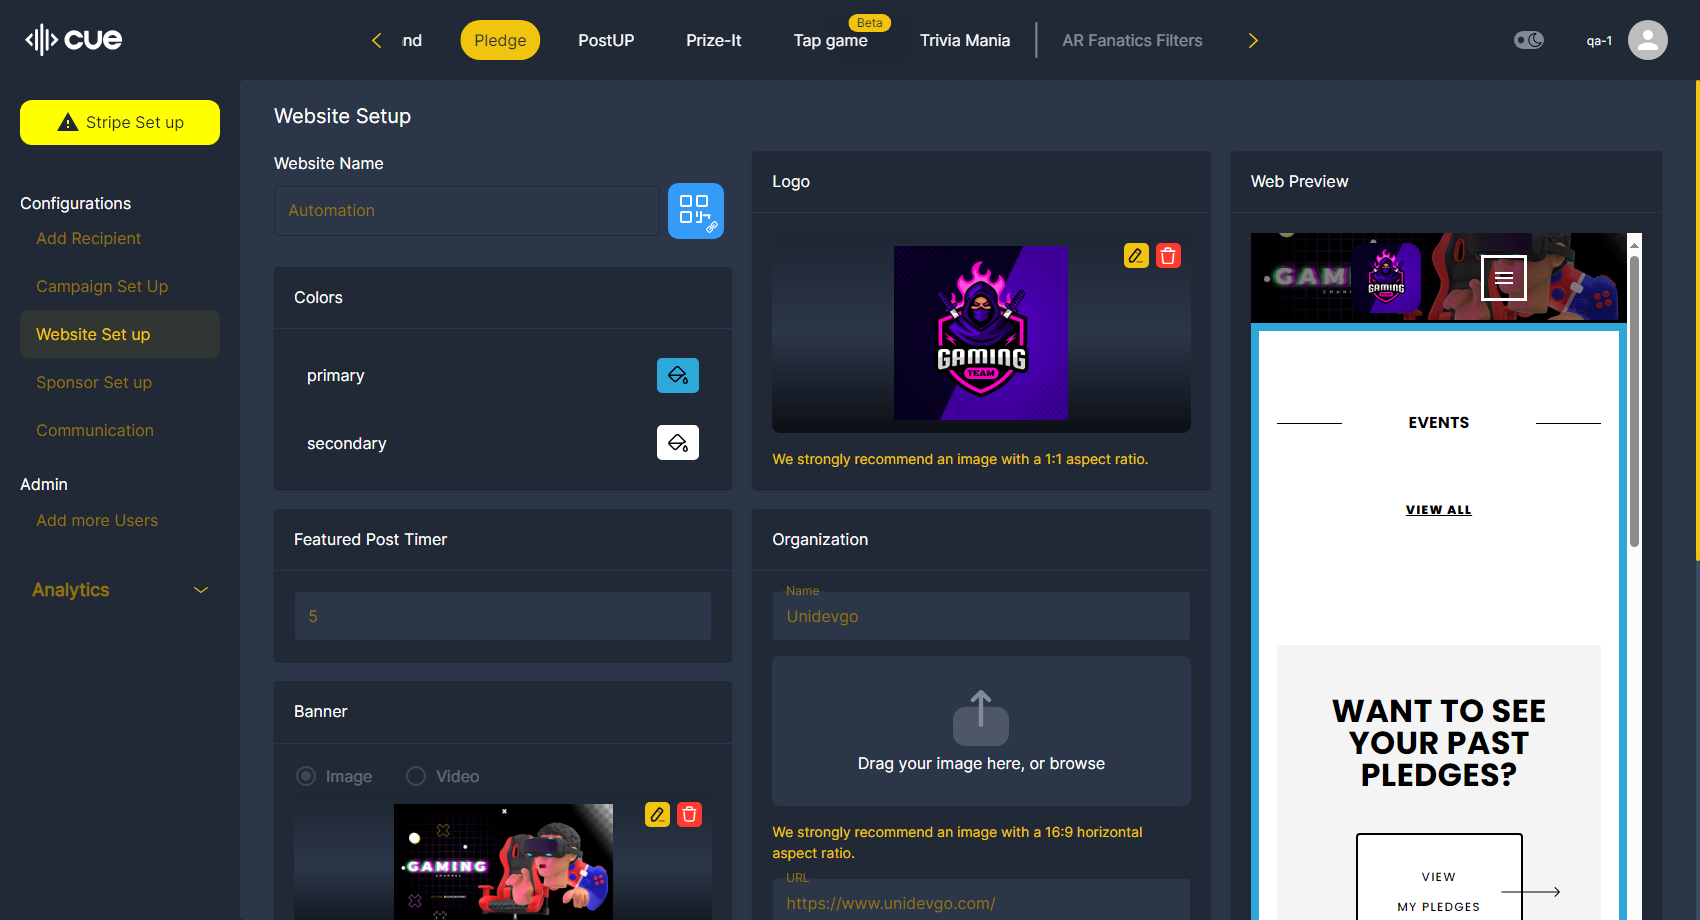 cue
nd
Pledge
PostUP
Prize-It
Tap game
Beta
Trivia Mania
AR Fanatics Filters
qa-1
Stripe Set up
Configurations
Add Recipient
Campaign Set Up
Website Set up
Sponsor Set up
Communication
Admin
Add more Users
Analytics
Website Setup
Website Name
Automation
Colors
primary
secondary
Featured Post Timer
5
Banner
Image
Video
GAMING
Logo
GAMING
TEAM
We strongly recommend an image with a 1:1 aspect ratio.
Organization
Name
Unidevgo
Drag your image here, or browse
We strongly recommend an image with a 16:9 horizontal
aspect ratio.
URL
https://www.unidevgo.com/
Web Preview
GAMI
GAMING
EVENTS
VIEW ALL
WANT TO SEE
YOUR PAST
PLEDGES?
VIEW
MY PLEDGES